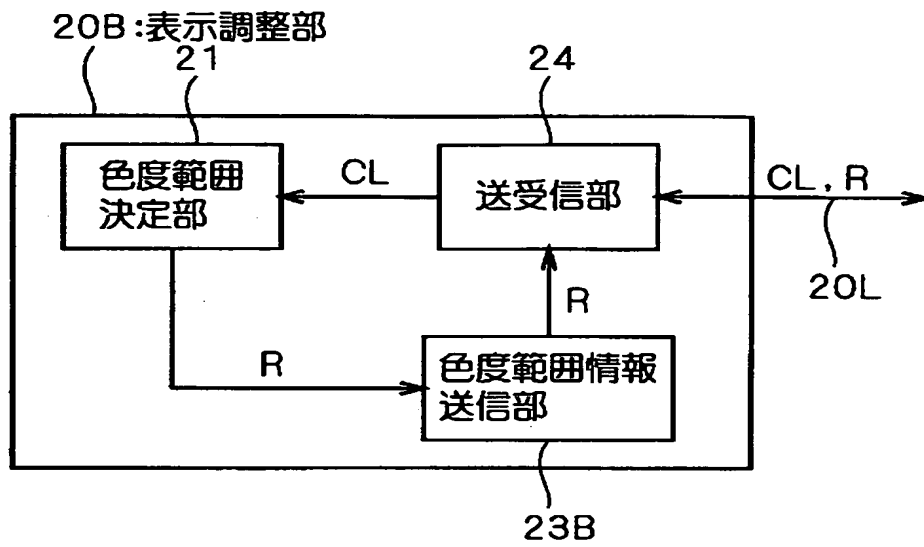 20B:表示調整部
21
24
色度範囲
決定部
CL
送受信部
CL, R
20L
R
R
色度範囲情報
送信部
23B